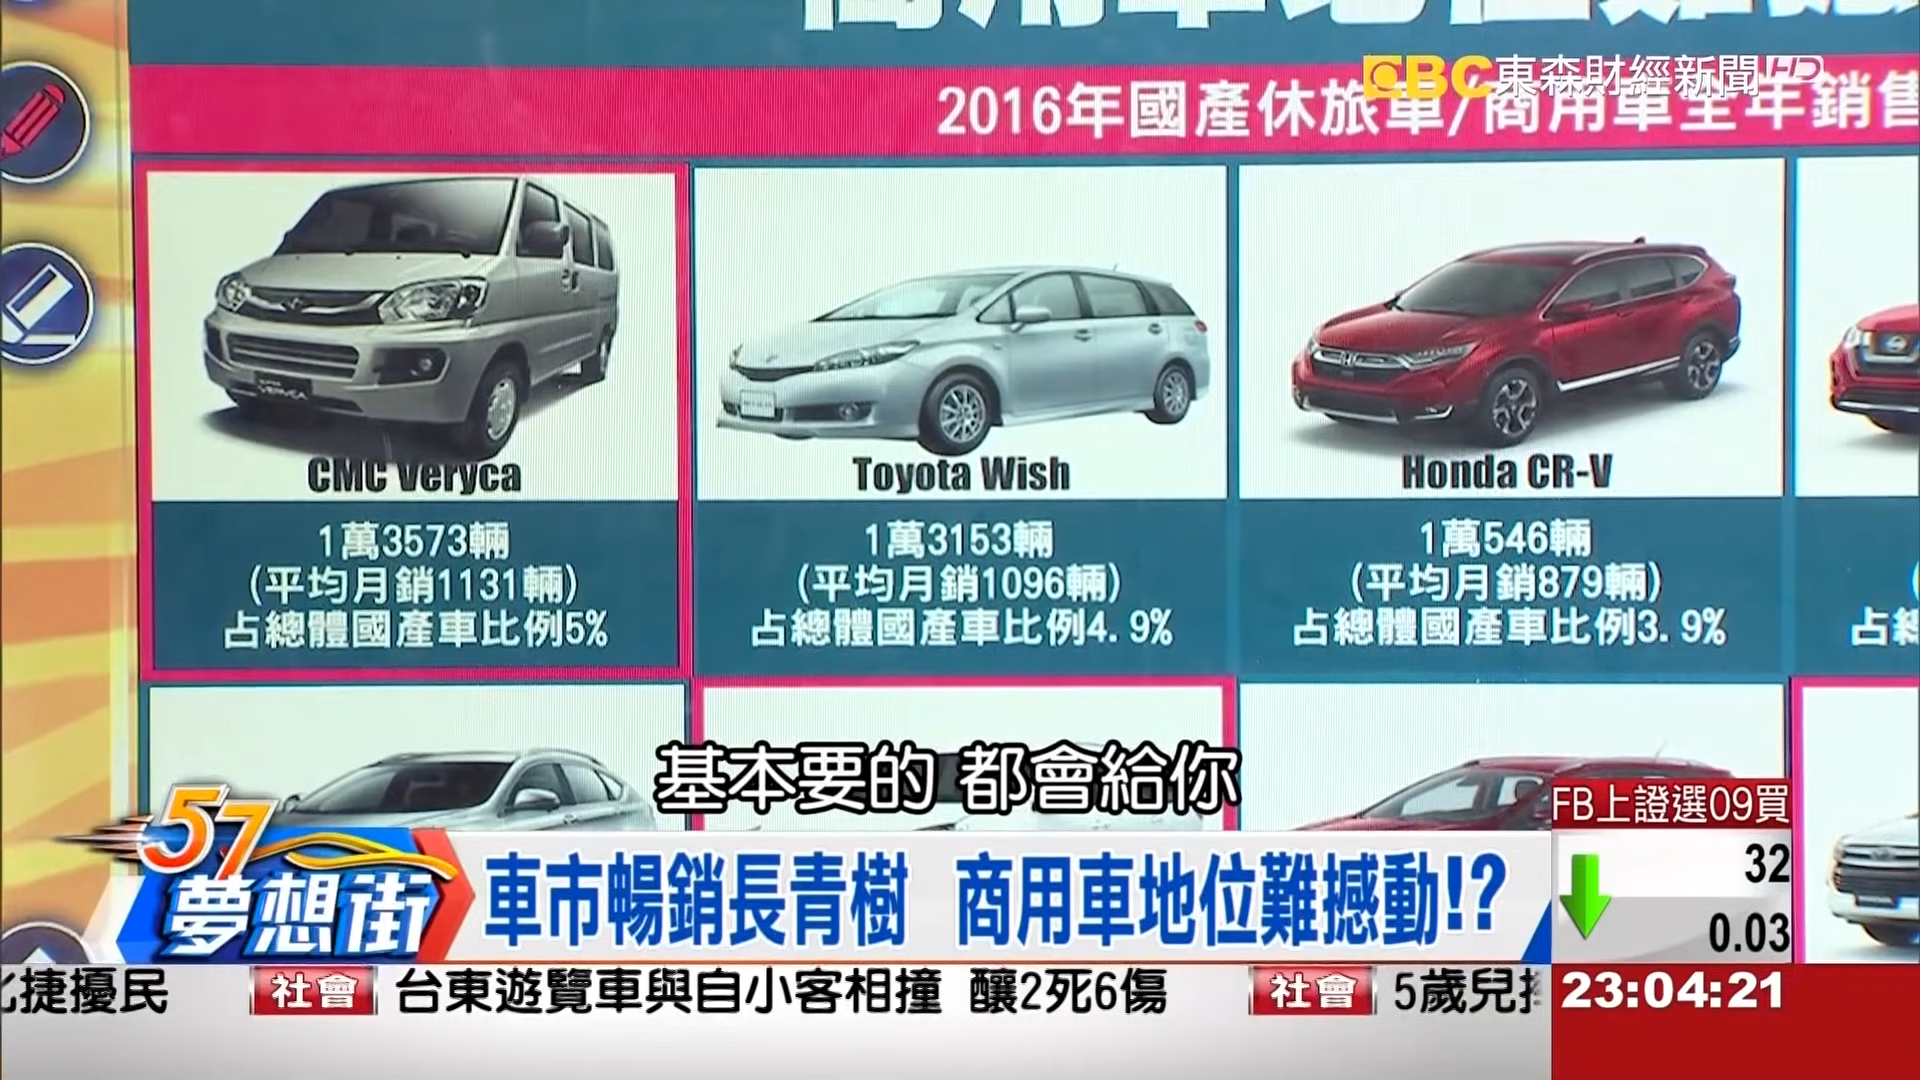 EBC東森財經新聞HD
2016年國產休旅車/商用車全年銷售
CMC Veryca
1萬3573輛
(平均月銷1131輛)
占總體國產車比例5%
Toyota Wish
1萬3153輛
(平均月銷1096輛)
占總體國產車比例4.9%
Honda CR-V
1萬546輛
(平均月銷879輛)
占總體國產車比例3.9%
占
基本要的 都會給你
57
夢想街
車市暢銷長青樹 商用車地位難撼動!?
FB上證選09買
32
0.03
捷擾民
社會 台東遊覽車與自小客相撞 釀2死6傷
社會 5歲兒
23:04:21